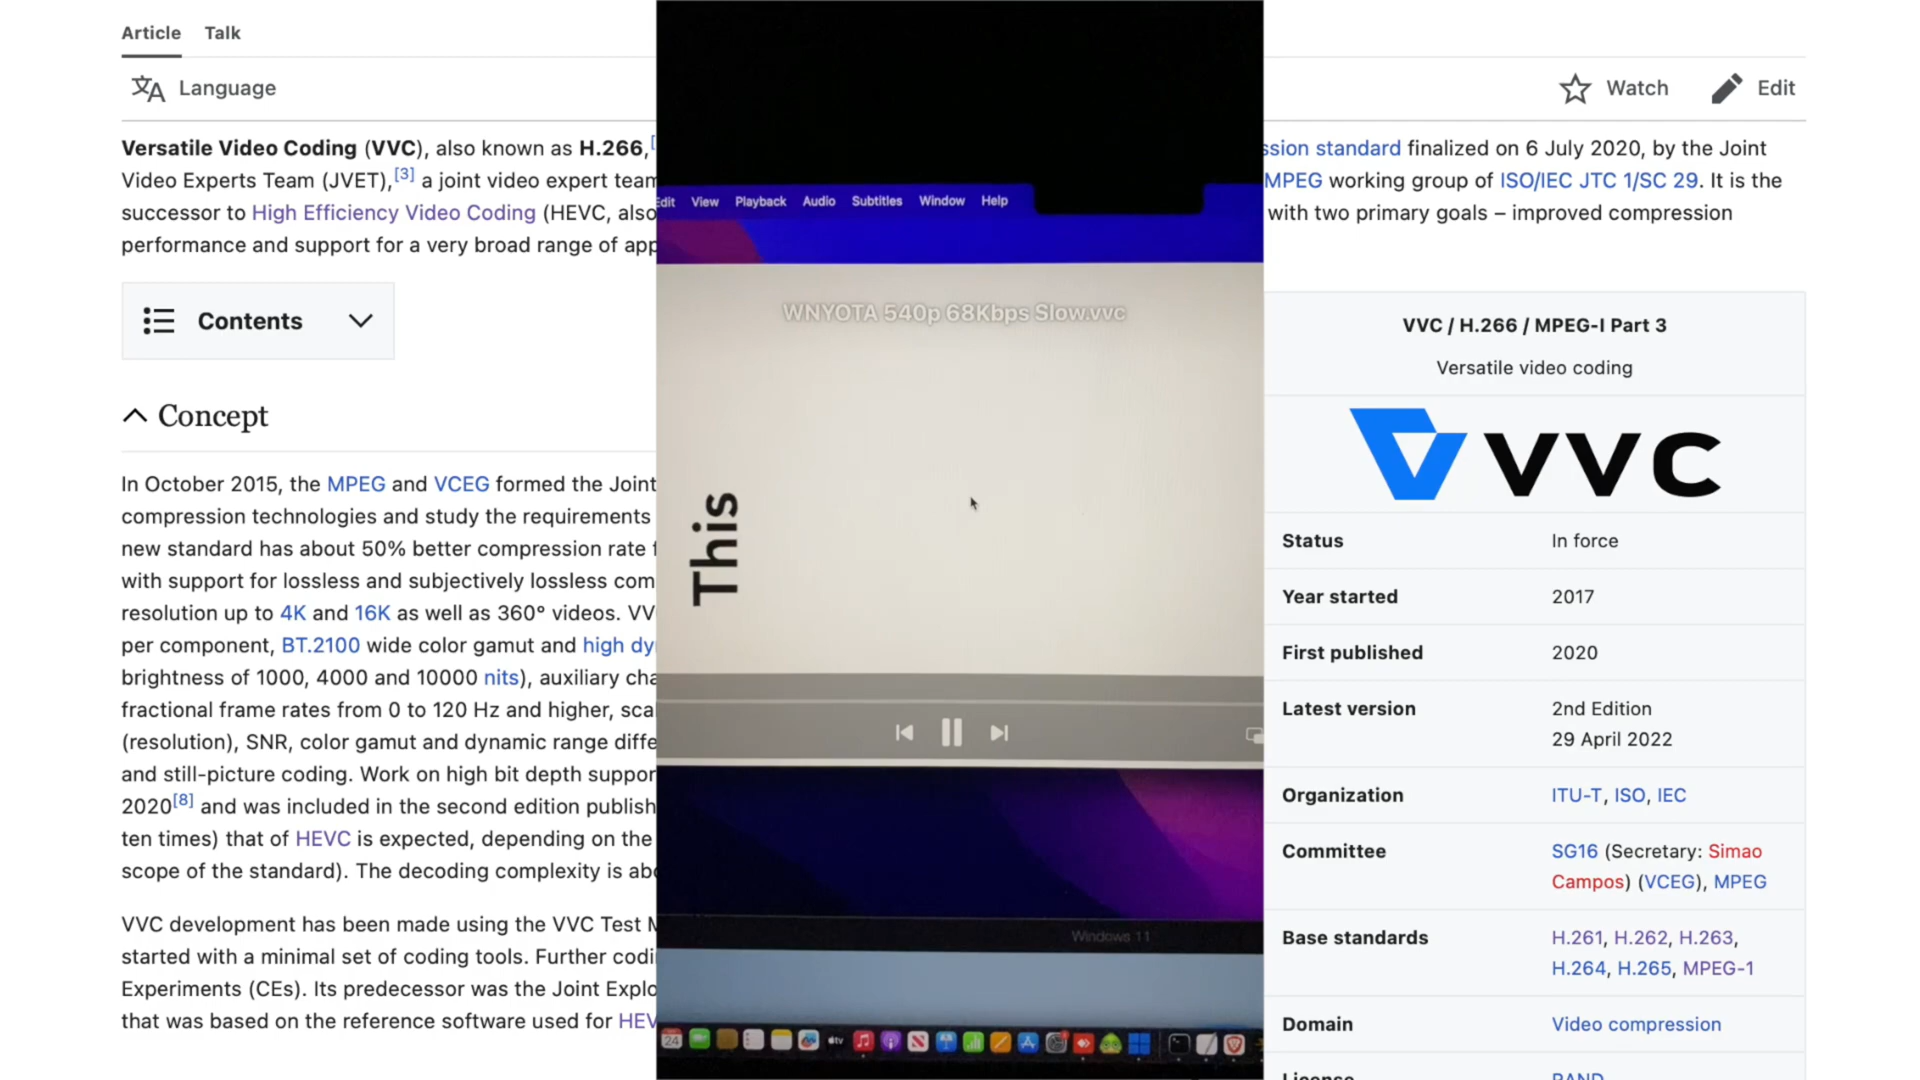 Article Talk
Language
Watch Edit
Versatile Video Coding (VVC), also known as H.266,
Video Experts Team (JVET),[3] a joint video expert team
successor to High Efficiency Video Coding (HEVC, also
performance and support for a very broad range of app
ssion standard finalized on 6 July 2020, by the Joint
MPEG working group of ISO/IEC JTC 1/SC 29. It is the
with two primary goals – improved compression
Contents
Concept
In October 2015, the MPEG and VCEG formed the Joint
compression technologies and study the requirements
new standard has about 50% better compression rate f
with support for lossless and subjectively lossless com
resolution up to 4K and 16K as well as 360° videos. VV
per component, BT.2100 wide color gamut and high dy
brightness of 1000, 4000 and 10000 nits), auxiliary cha
fractional frame rates from 0 to 120 Hz and higher, sca
(resolution), SNR, color gamut and dynamic range diffe
and still-picture coding. Work on high bit depth suppor
2020[8] and was included in the second edition publish
ten times) that of HEVC is expected, depending on the
scope of the standard). The decoding complexity is abo
VVC development has been made using the VVC Test M
started with a minimal set of coding tools. Further codi
Experiments (CEs). Its predecessor was the Joint Explo
that was based on the reference software used for HEV
Edit View Playback Audio Subtitles Window Help
WNYOTA 540p 68Kbps Slow.vvc
This
Windows 11
24
tv
VVC / H.266 / MPEG-I Part 3
Versatile video coding
VVC
Status In force
Year started 2017
First published 2020
Latest version 2nd Edition
29 April 2022
Organization ITU-T, ISO, IEC
Committee SG16 (Secretary: Simao
Campos) (VCEG), MPEG
Base standards H.261, H.262, H.263,
H.264, H.265, MPEG-1
Domain Video compression
License RAND